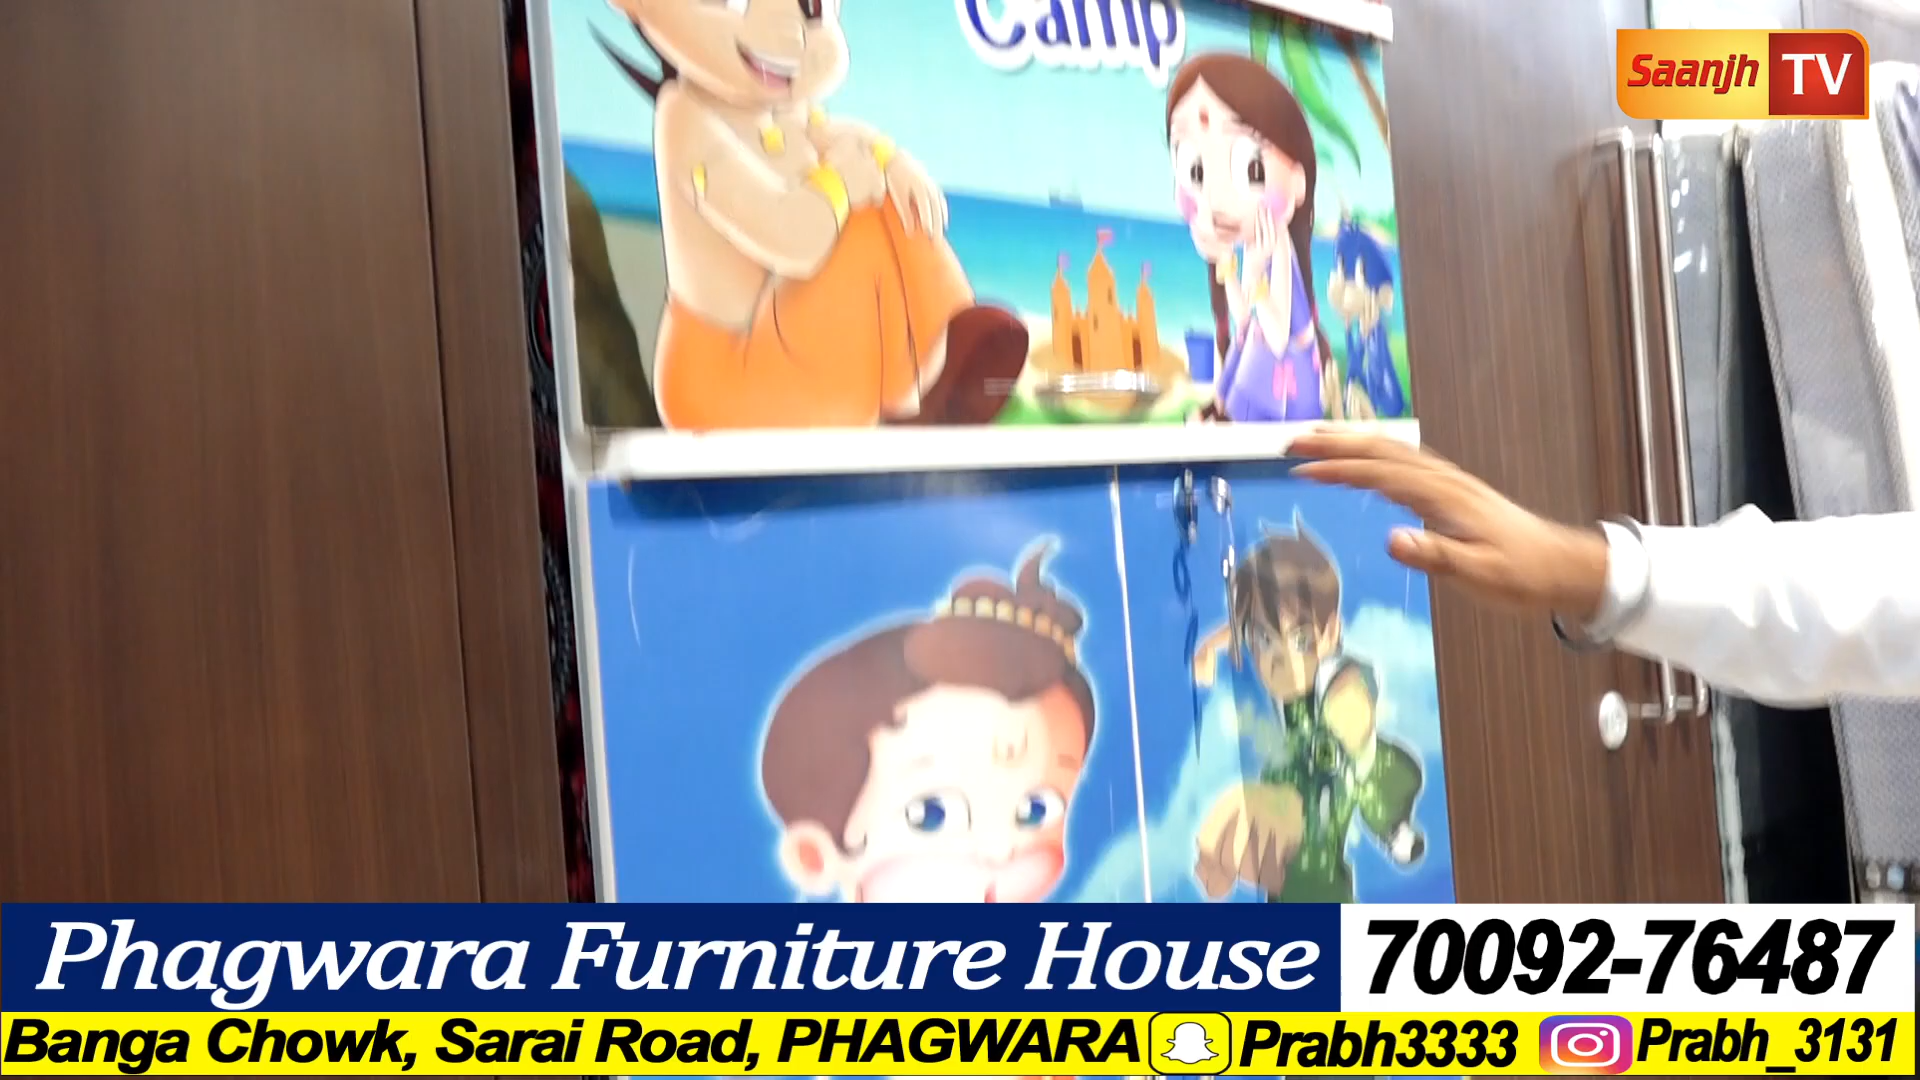 Camp
Saanjh TV
Phagwara Furniture House
70092-76487
Banga Chowk, Sarai Road, PHAGWARA
Prabh3333
Prabh_3131